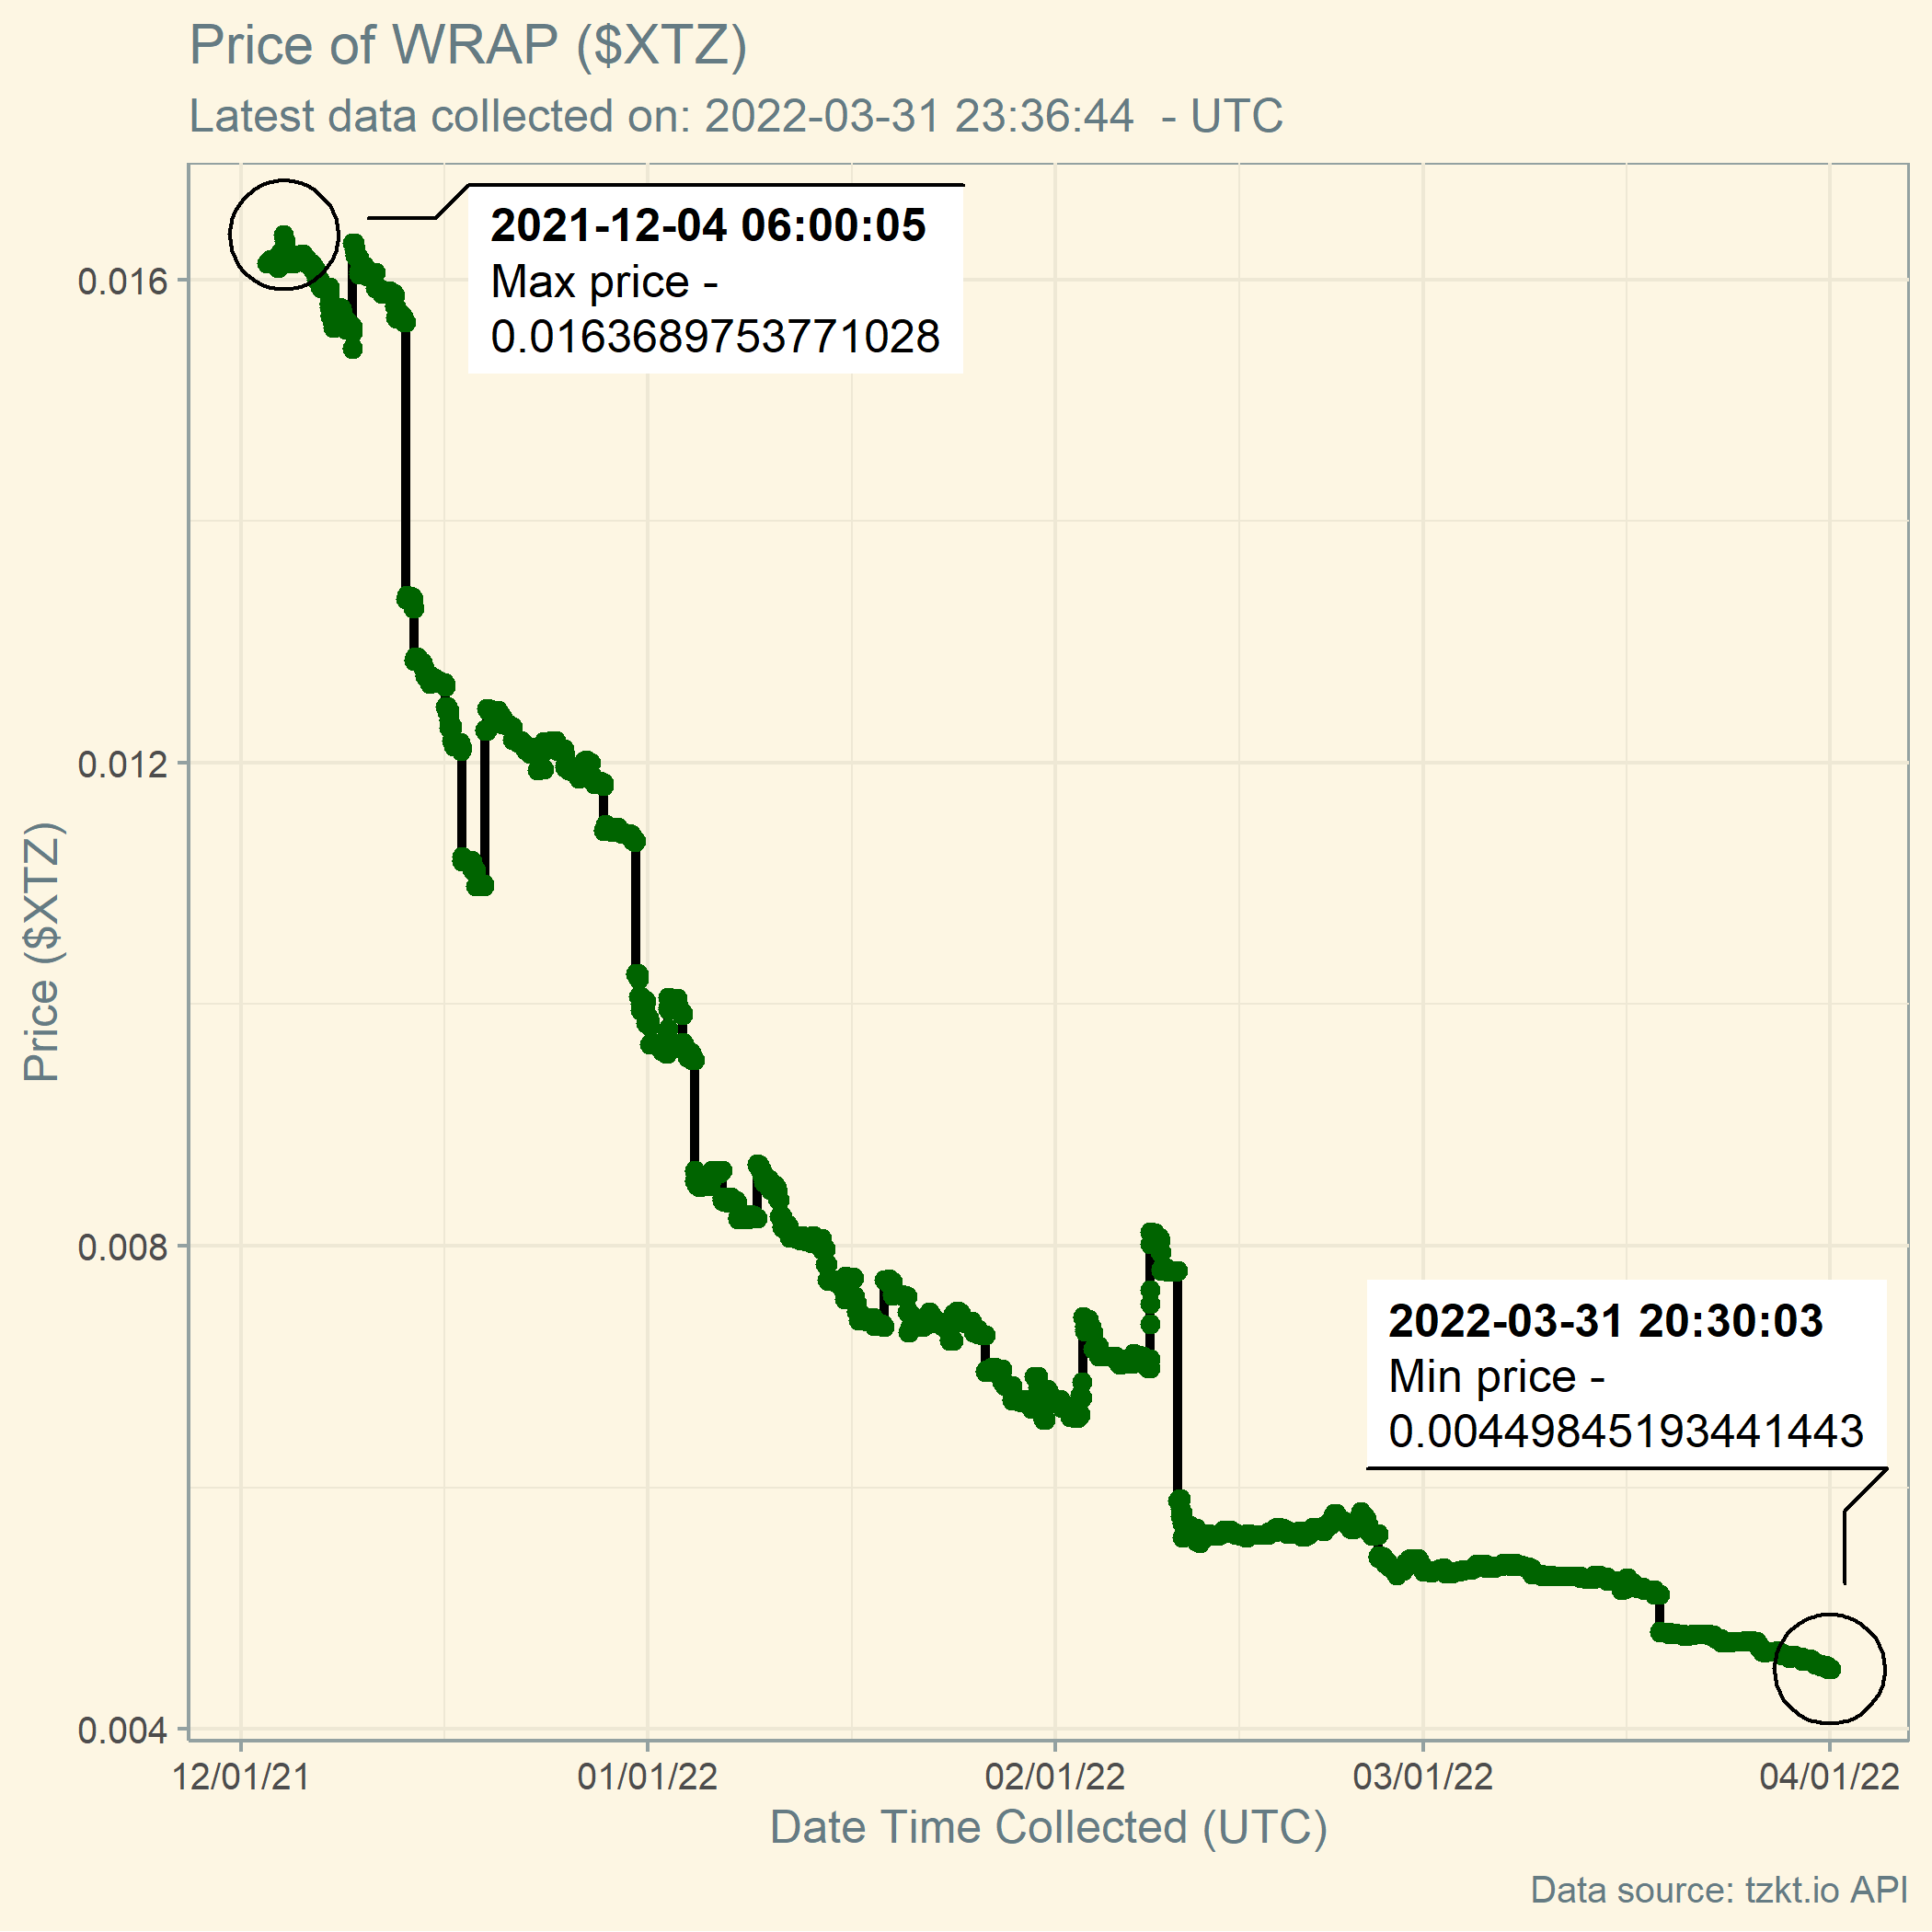 Price of WRAP ($XTZ)
Latest data collected on: 2022-03-31 23:36:44 - UTC
2021-12-04 06:00:05
Max price -
0.0163689753771028
0.016
0.012
0.008
0.004
Price ($XTZ)
2022-03-31 20:30:03
Min price -
0.00449845193441443
12/01/21
01/01/22
02/01/22
03/01/22
04/01/22
Date Time Collected (UTC)
Data source: tzkt.io API